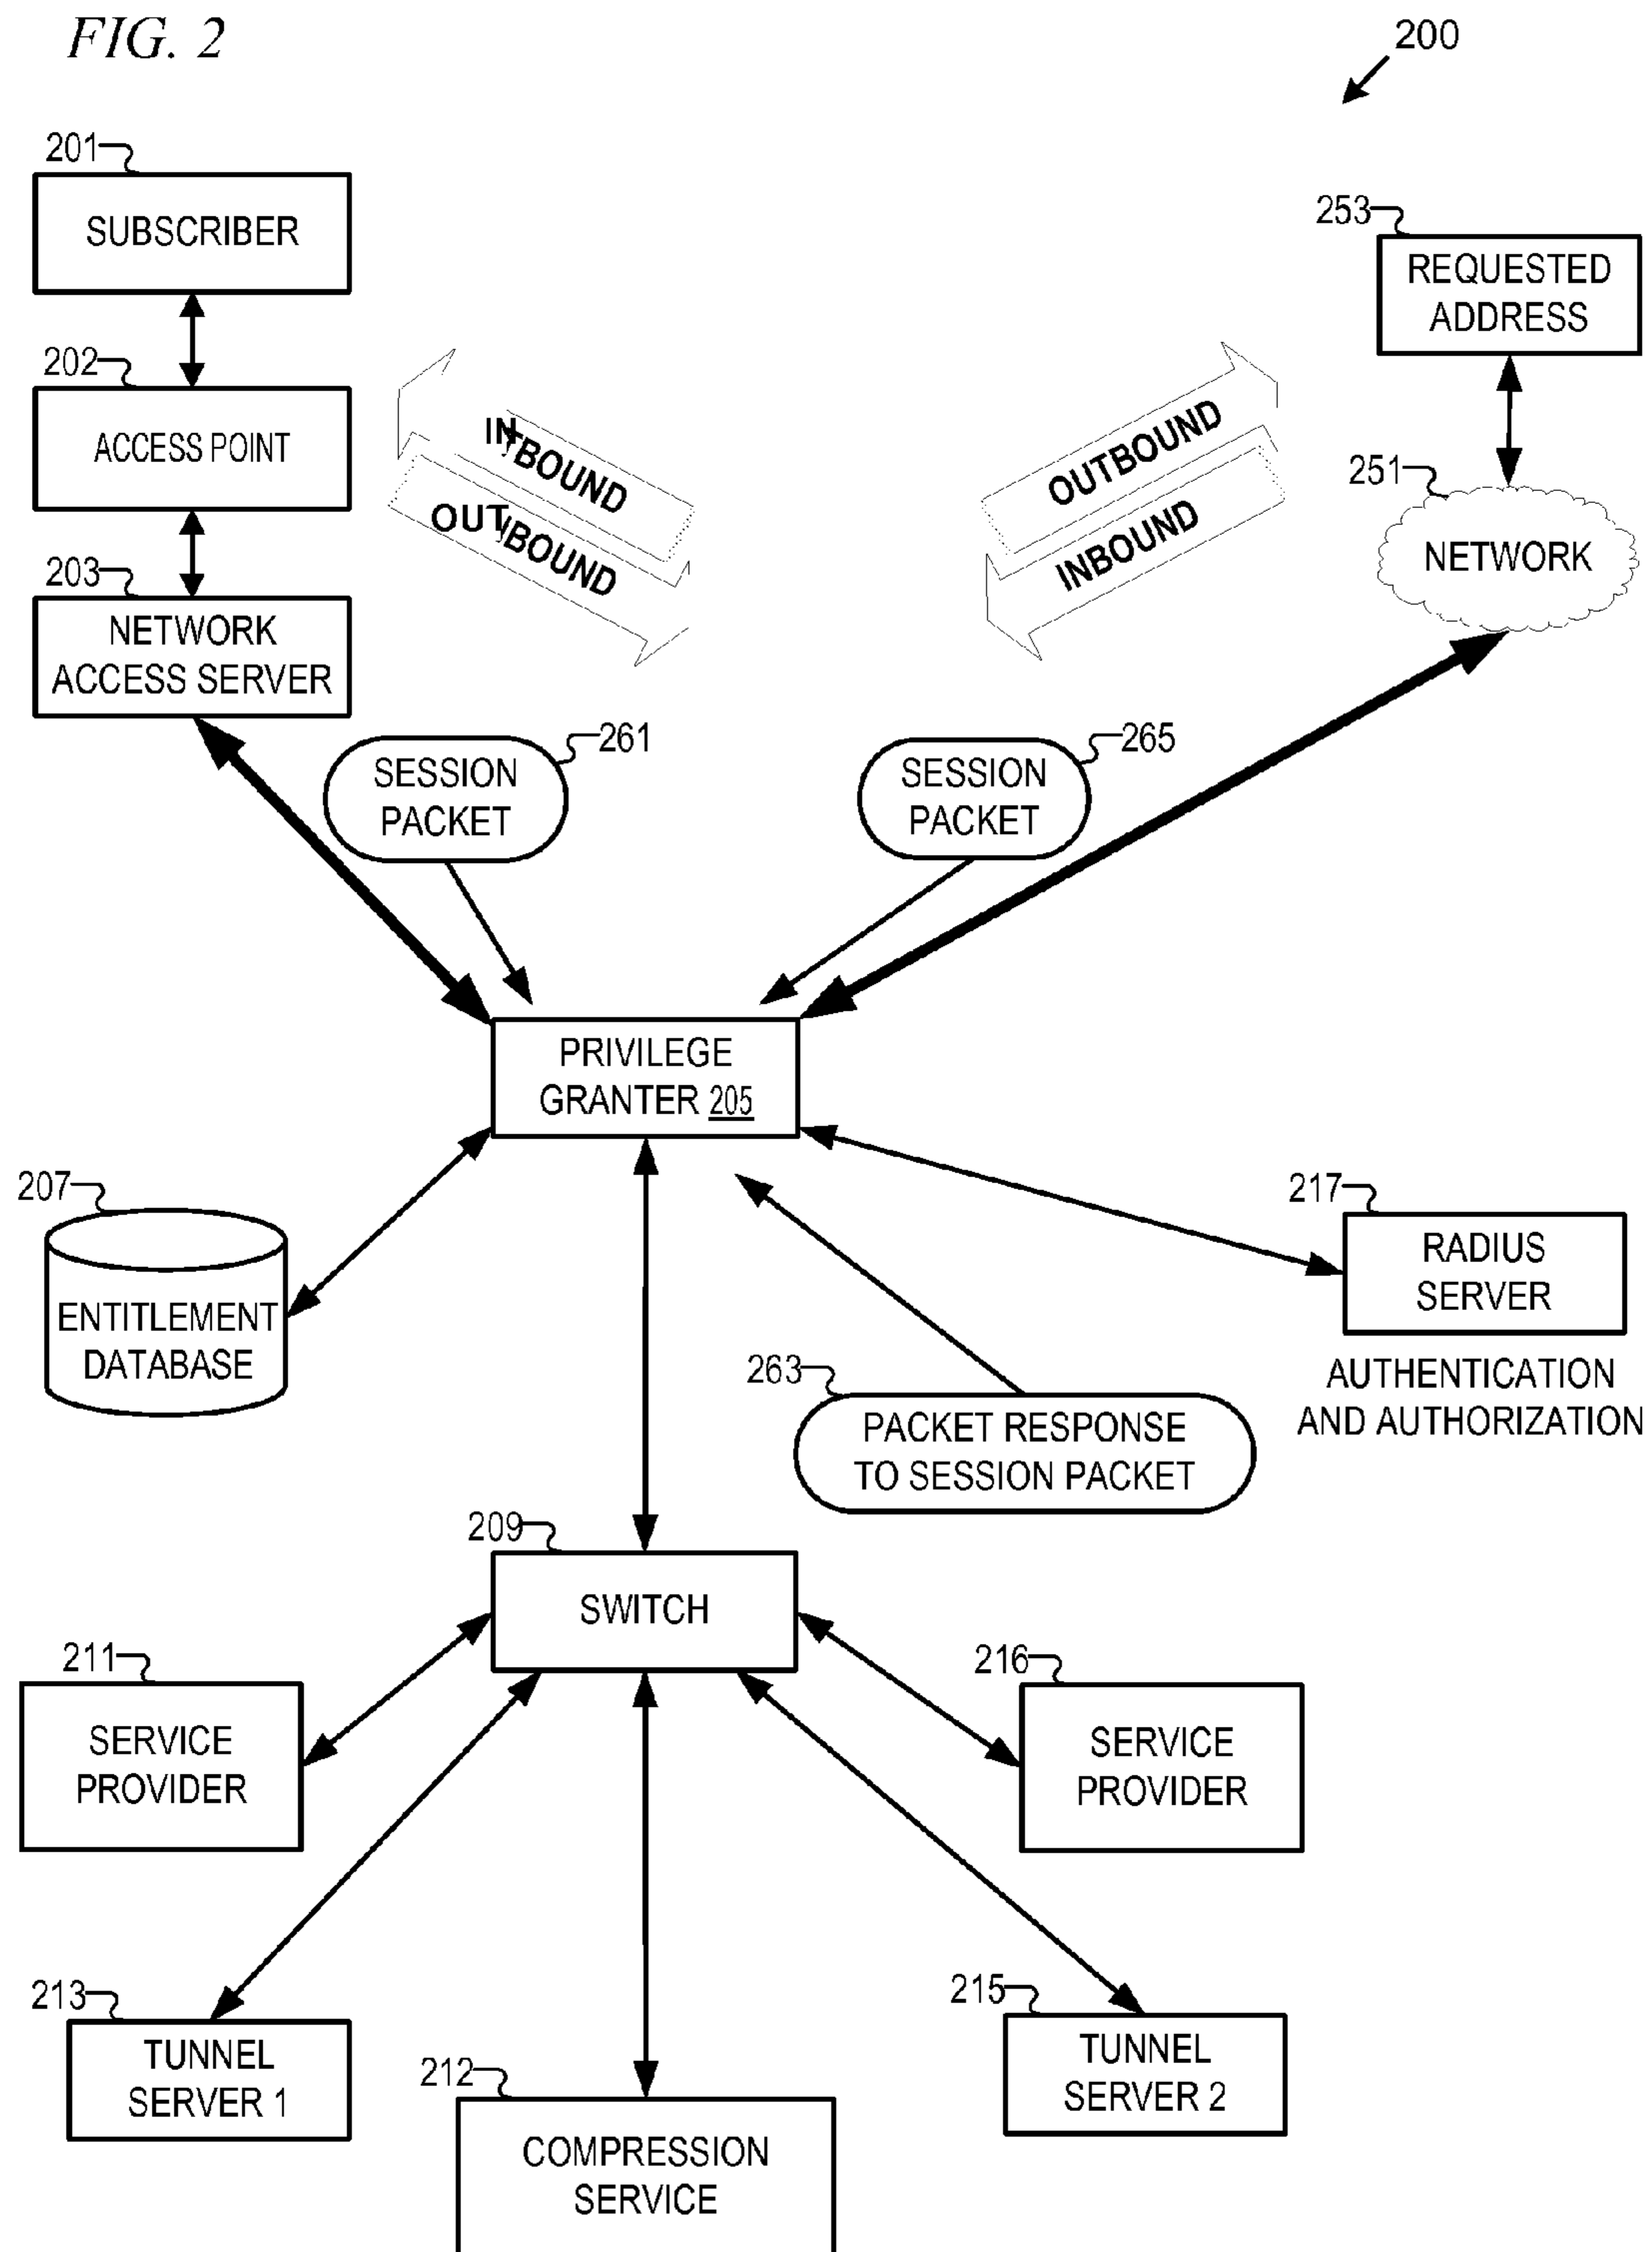 FIG. 2
200
201
SUBSCRIBER
253
REQUESTED
ADDRESS
202
ACCESS POINT
INBOUND
OUTBOUND
OUTBOUND
INBOUND
251
NETWORK
203
NETWORK
ACCESS SERVER
261
SESSION
PACKET
265
SESSION
PACKET
PRIVILEGE
GRANTER 205
207
ENTITLEMENT
DATABASE
217
RADIUS
SERVER
AUTHENTICATION
AND AUTHORIZATION
263
PACKET RESPONSE
TO SESSION PACKET
209
SWITCH
211
SERVICE
PROVIDER
216
SERVICE
PROVIDER
213
TUNNEL
SERVER 1
212
COMPRESSION
SERVICE
215
TUNNEL
SERVER 2